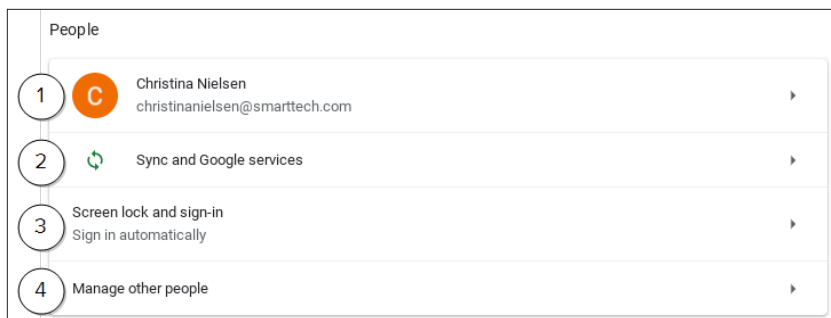 People
1
C
Christina Nielsen
christinanielsen@smarttech.com
2
Sync and Google services
3
Screen lock and sign-in
Sign in automatically
4
Manage other people